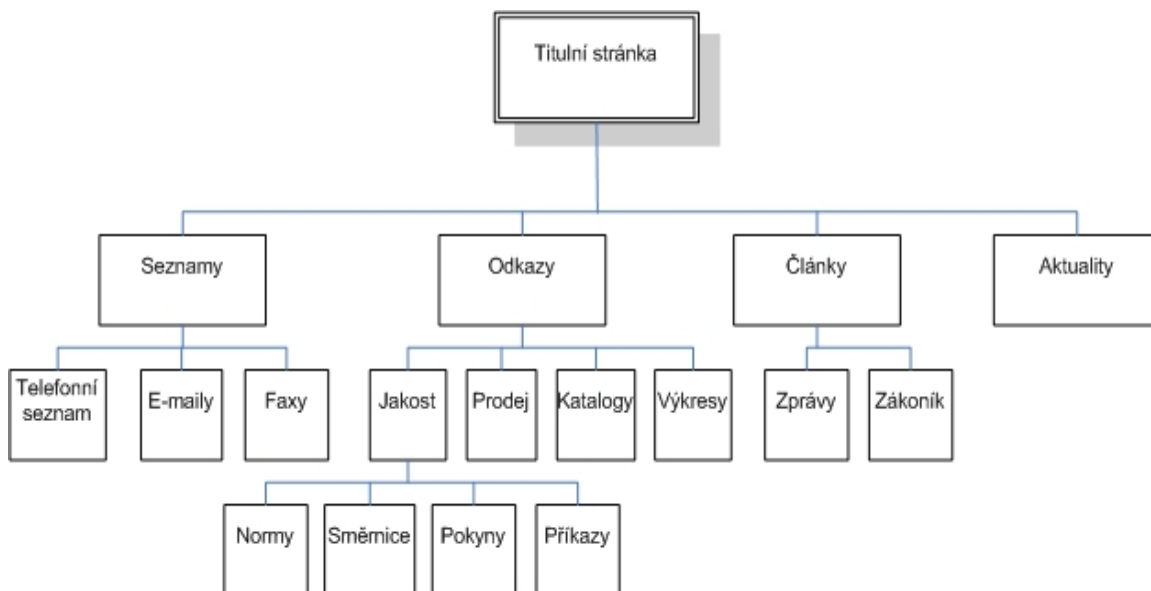 Titulní stránka
Seznamy
Odkazy
Články
Aktuality
Telefonní
seznam
E-maily
Faxy
Jakost
Prodej
Katalogy
Výkresy
Zprávy
Zákoník
Normy
Směrnice
Pokyny
Příkazy